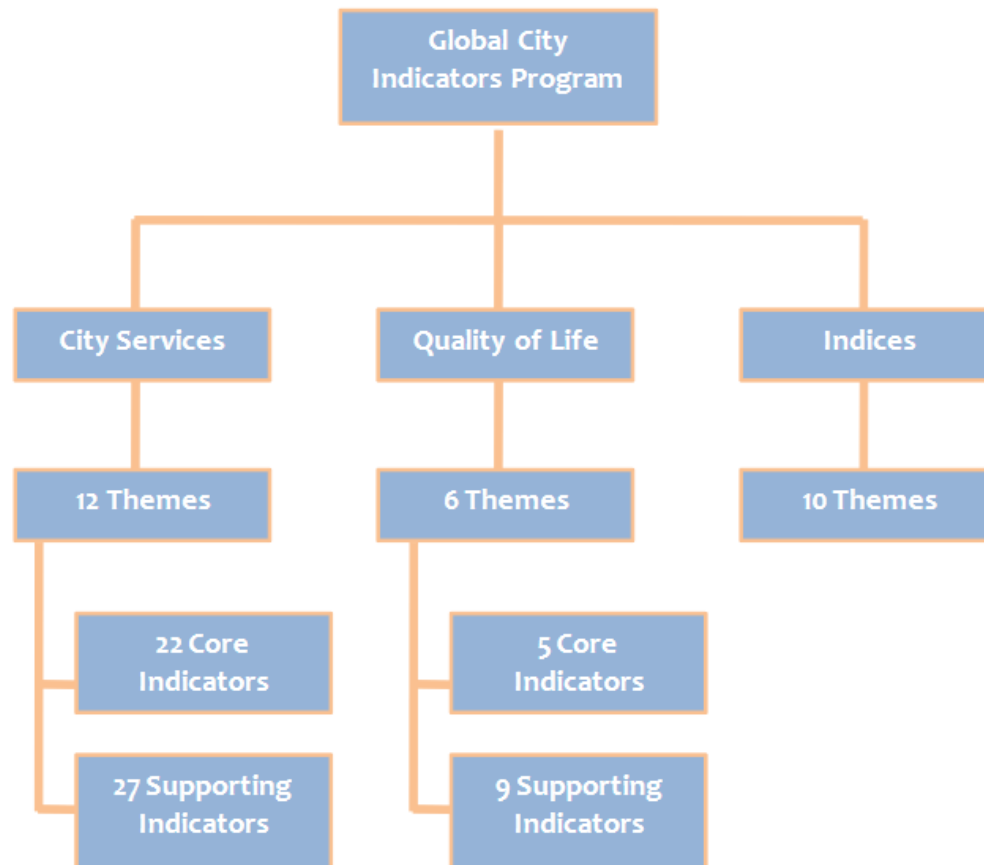 Global City
Indicators Program
City Services
Quality of Life
Indices
12 Themes
6 Themes
10 Themes
22 Core
Indicators
5 Core
Indicators
27 Supporting
Indicators
9 Supporting
Indicators